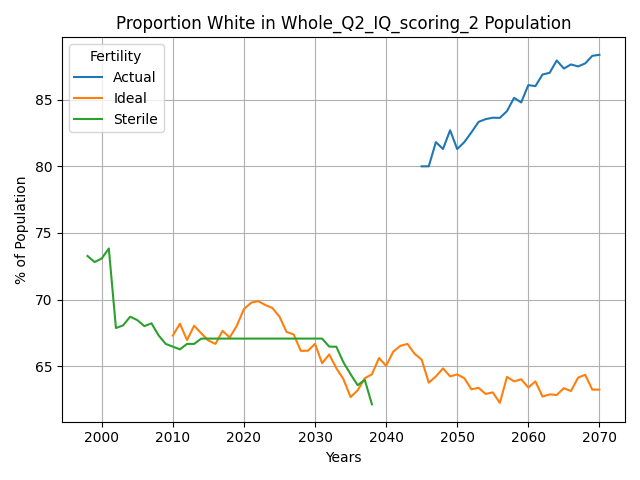 Proportion White in Whole_Q2_IQ_scoring_2 Population
Fertility
Actual
Ideal
Sterile
% of Population
85
80
75
70
65
2000 2010 2020 2030 2040 2050 2060 2070
Years